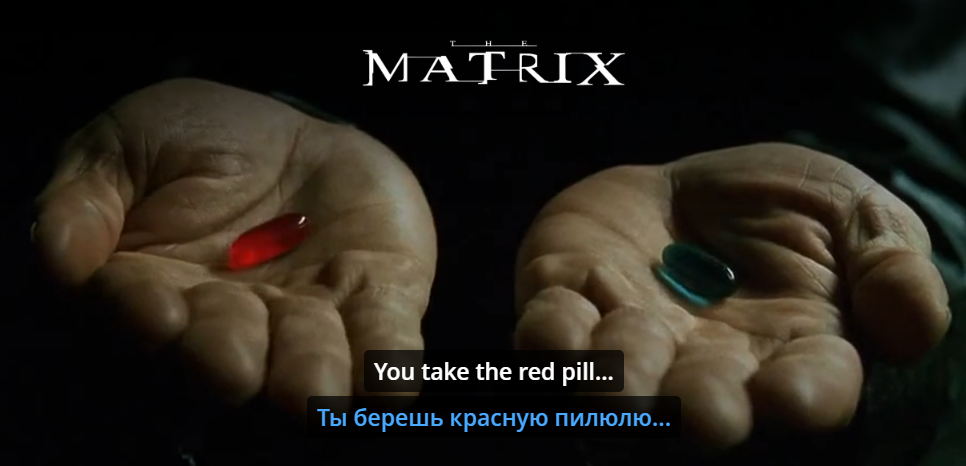 THE
MATRIX
You take the red pill...
Ты берешь красную пилюлю...